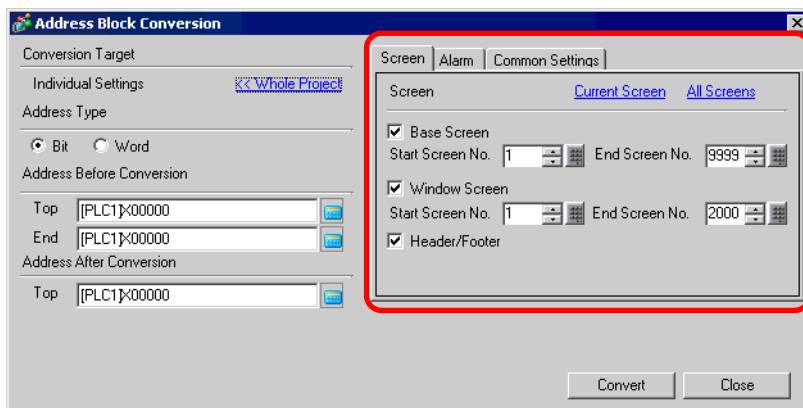 Address Block Conversion
Conversion Target
Individual Settings << Whole Project
Address Type
Bit Word
Address Before Conversion
Top [PLC1]X00000
End [PLC1]X00000
Address After Conversion
Top [PLC1]X00000
Screen Alarm Common Settings
Screen Current Screen All Screens
Base Screen
Start Screen No. 1 End Screen No. 9999
Window Screen
Start Screen No. 1 End Screen No. 2000
Header/Footer
Convert Close